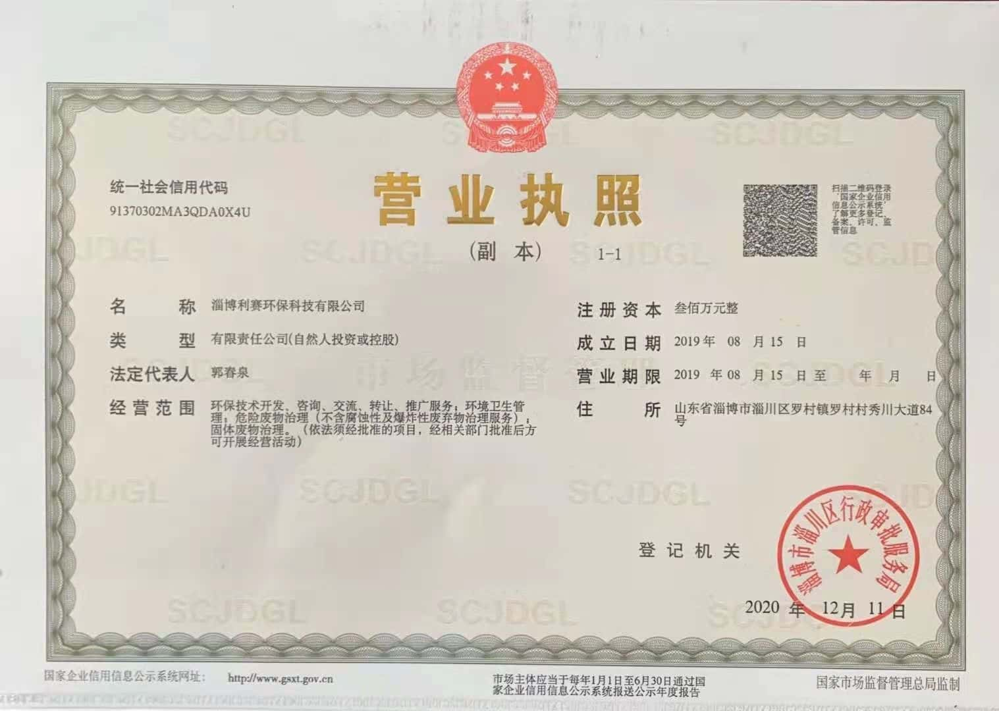 统一社会信用代码
91370302MA3QDA0X4U
营业执照
(副 本) 1-1
扫描二维码登录
‘国家企业信用
信息公示系统’
了解更多登记、
备案、许可、监
管信息
名 称 淄博利赛环保科技有限公司
类 型 有限责任公司(自然人投资或控股)
法定代表人 郭春泉
经营范围 环保技术开发、咨询、交流、转让、推广服务；环境卫生管
理；危险废物治理（不含腐蚀性及爆炸性废弃物治理服务）；
固体废物治理。（依法须经批准的项目，经相关部门批准后方
可开展经营活动）
注册资本 叁佰万元整
成立日期 2019 年 08 月 15 日
营业期限 2019 年 08 月 15 日 至 年 月 日
住 所 山东省淄博市淄川区罗村镇罗村村秀川大道84
号
登记机关
淄博市淄川区行政审批服务局
2020 年 12 月 11 日
国家企业信用信息公示系统网址： http://www.gsxt.gov.cn
市场主体应当于每年1月1日至6月30日通过国
家企业信用信息公示系统报送公示年度报告
国家市场监督管理总局监制
SCJDGL
市场监督管理